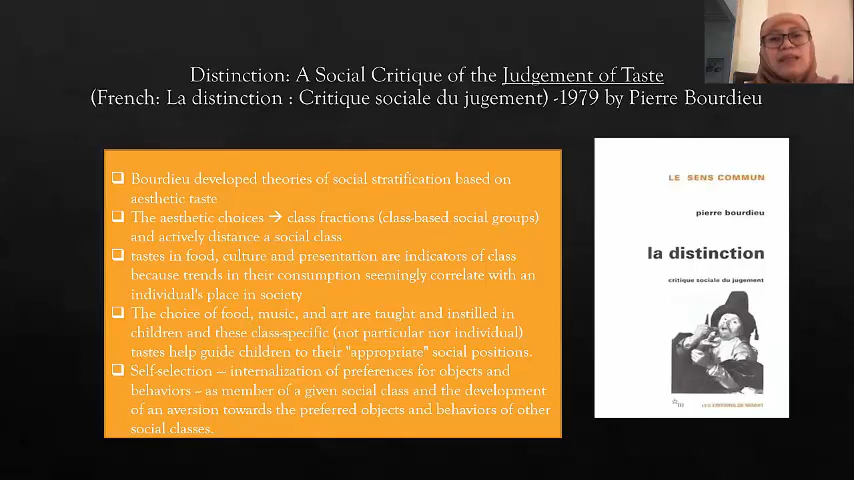 Distinction: A Social Critique of the Judgement of Taste
(French: La distinction : Critique sociale du jugement) -1979 by Pierre Bourdieu
❑ Bourdieu developed theories of social stratification based on
aesthetic taste
❑ The aesthetic choices → class fractions (class-based social groups)
and actively distance a social class
❑ tastes in food, culture and presentation are indicators of class
because trends in their consumption seemingly correlate with an
individual's place in society
❑ The choice of food, music, and art are taught and instilled in
children and these class-specific (not particular nor individual)
tastes help guide children to their "appropriate" social positions.
❑ Self-selection – internalization of preferences for objects and
behaviors – as member of a given social class and the development
of an aversion towards the preferred objects and behaviors of other
social classes.
LE SENS COMMUN
pierre bourdieu
la distinction
critique sociale du jugement
LES EDITIONS DE MINUIT